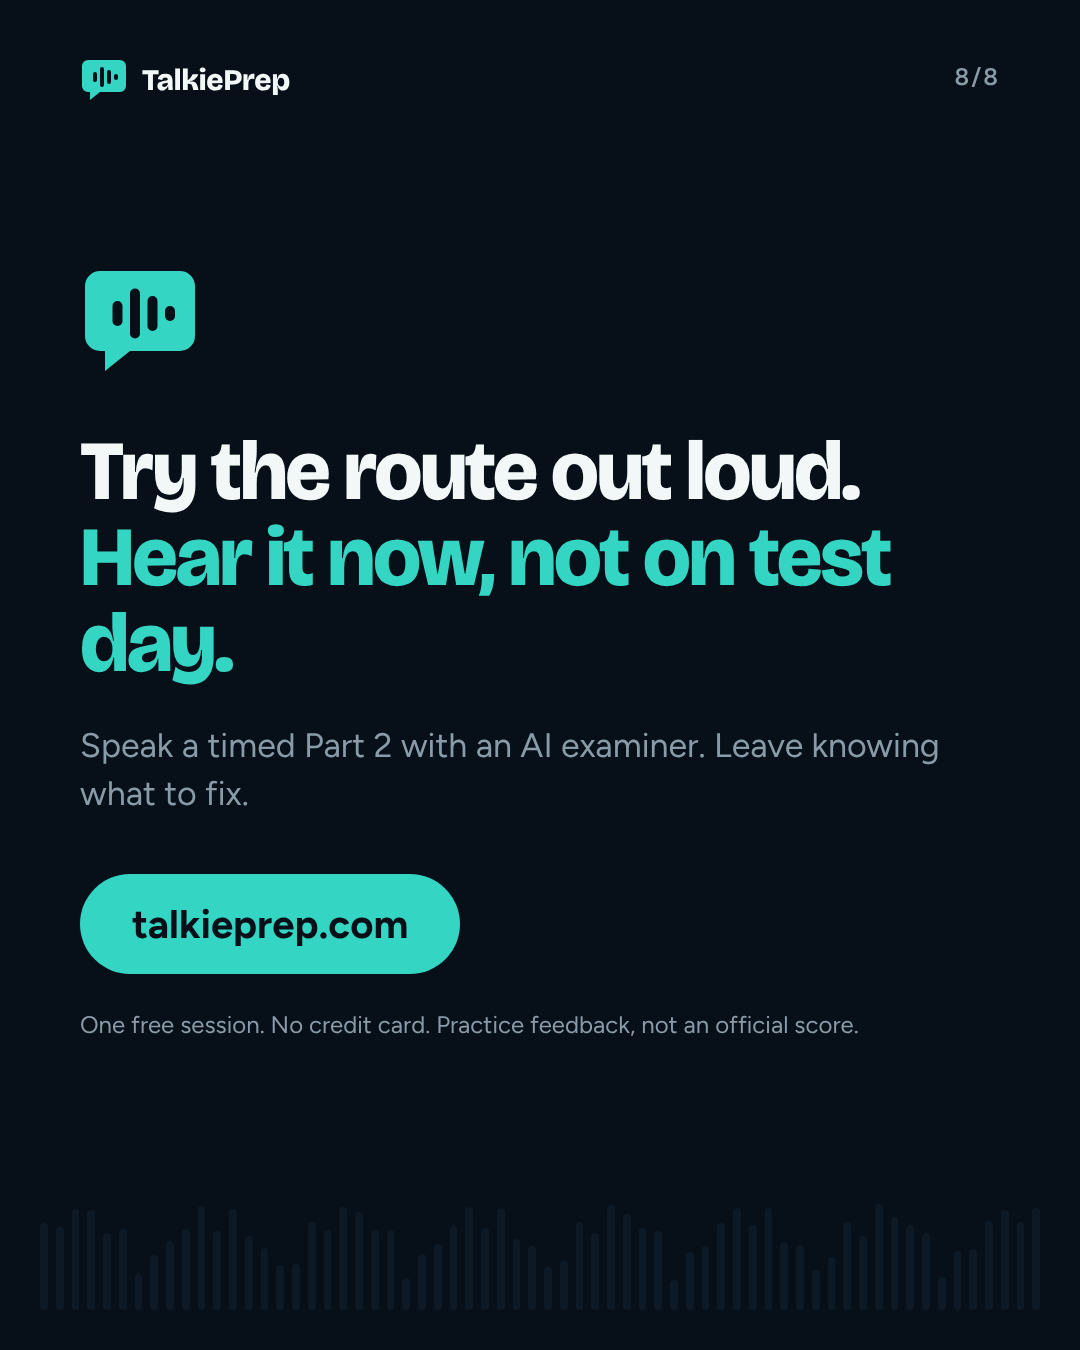 TalkiePrep
8/8
Try the route out loud.
Hear it now, not on test
day.
Speak a timed Part 2 with an AI examiner. Leave knowing
what to fix.
talkieprep.com
One free session. No credit card. Practice feedback, not an official score.